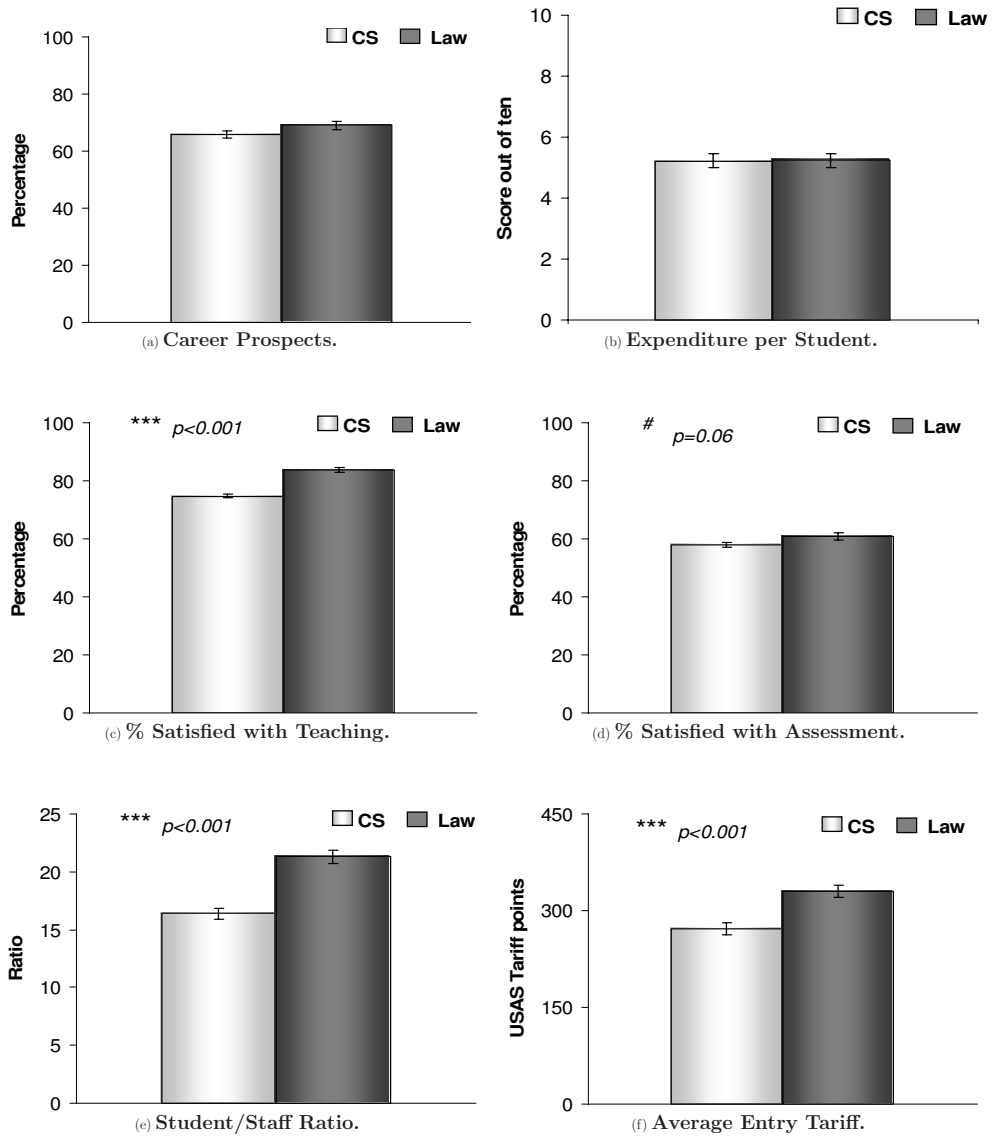 CS Law
100
80
60
40
20
0
Percentage
(a) Career Prospects.
CS Law
10
8
6
4
2
0
Score out of ten
(b) Expenditure per Student.
*** p<0.001
CS Law
100
80
60
40
20
0
Percentage
(c) % Satisfied with Teaching.
# p=0.06
CS Law
100
80
60
40
20
0
Percentage
(d) % Satisfied with Assessment.
*** p<0.001
CS Law
25
20
15
10
5
0
Ratio
(e) Student/Staff Ratio.
*** p<0.001
CS Law
450
300
150
0
USAS Tariff points
(f) Average Entry Tariff.